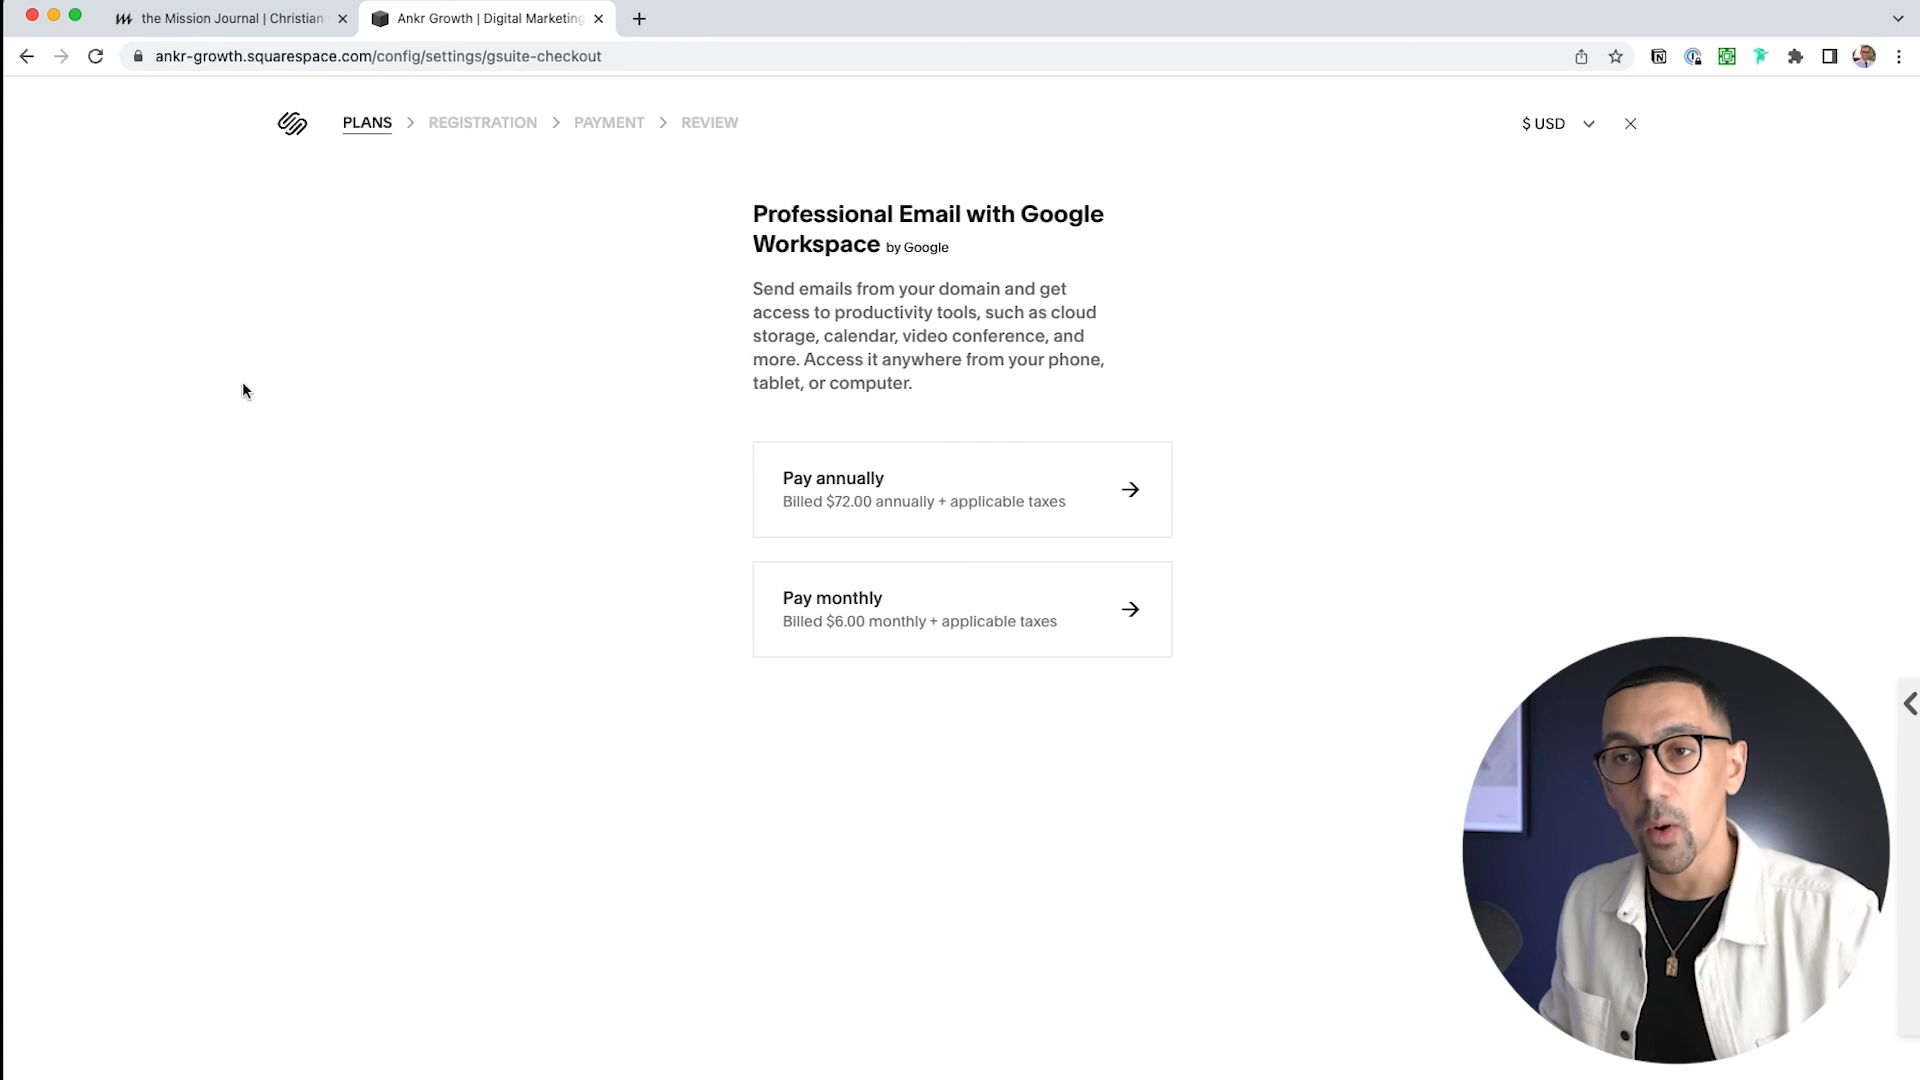 the Mission Journal | Christian
Ankr Growth | Digital Marketing
ankr-growth.squarespace.com/config/settings/gsuite-checkout
PLANS > REGISTRATION > PAYMENT > REVIEW
$ USD
Professional Email with Google
Workspace by Google
Send emails from your domain and get
access to productivity tools, such as cloud
storage, calendar, video conference, and
more. Access it anywhere from your phone,
tablet, or computer.
Pay annually
Billed $72.00 annually + applicable taxes
Pay monthly
Billed $6.00 monthly + applicable taxes